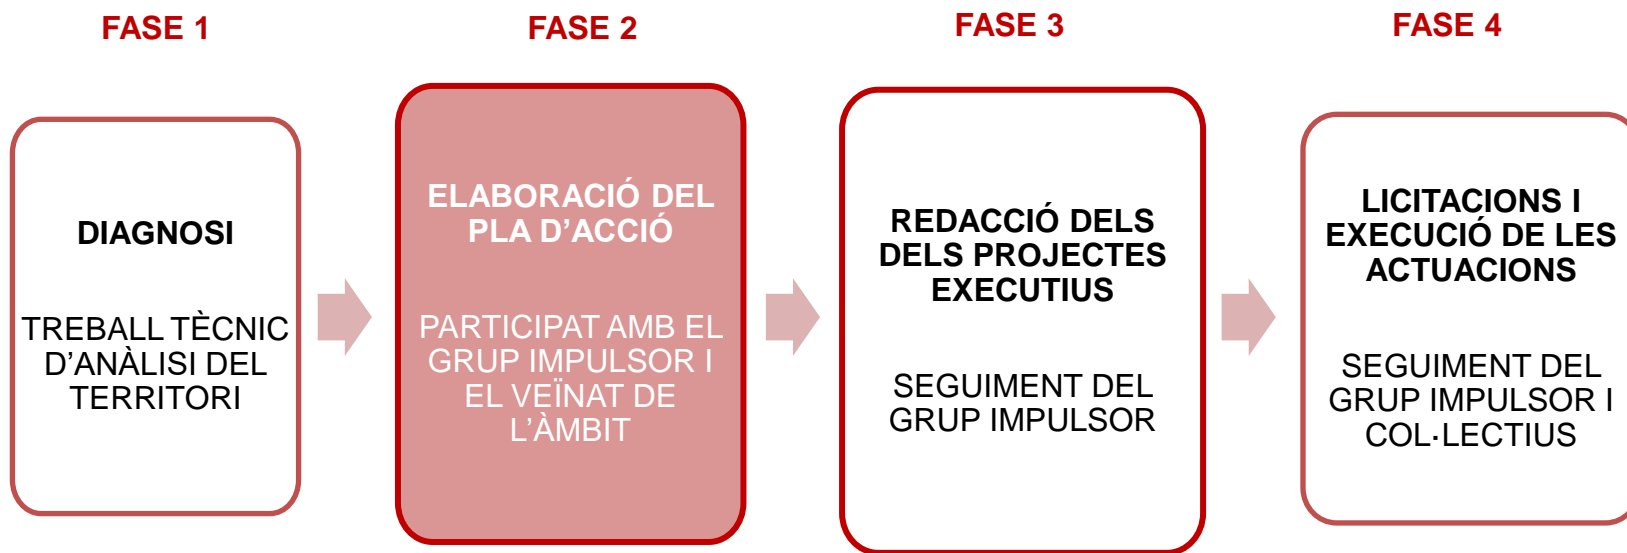 FASE 1
FASE 2
FASE 3
FASE 4
DIAGNOSI
TREBALL TÈCNIC
D’ANÀLISI DEL
TERRITORI
ELABORACIÓ DEL
PLA D’ACCIÓ
PARTICIPAT AMB EL
GRUP IMPULSOR I
EL VEÏNAT DE
L’ÀMBIT
REDACCIÓ DELS
DELS PROJECTES
EXECUTIUS
SEGUIMENT DEL
GRUP IMPULSOR
LICITACIONS I
EXECUCIÓ DE LES
ACTUACIONS
SEGUIMENT DEL
GRUP IMPULSOR I
COL·LECTIUS